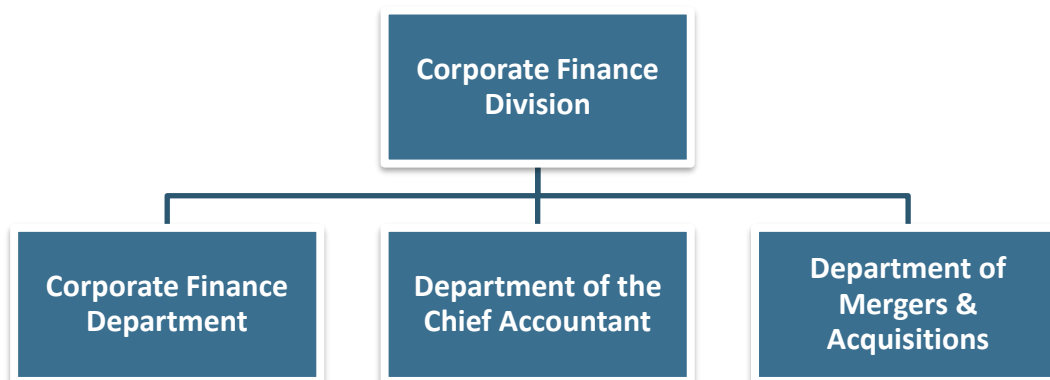 Corporate Finance
Division
Corporate Finance
Department
Department of the
Chief Accountant
Department of
Mergers &
Acquisitions